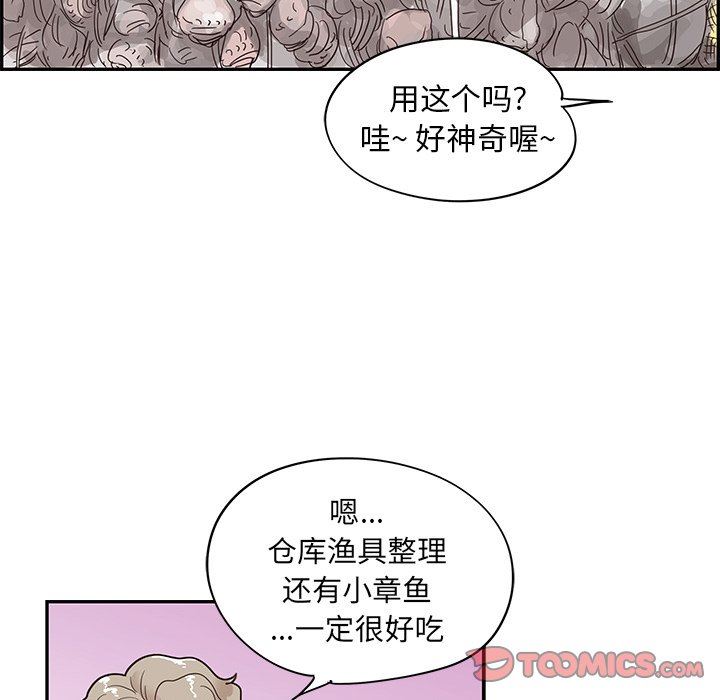 用这个吗?
哇~ 好神奇喔~
嗯...
仓库渔具整理
还有小章鱼
...一定很好吃
TOOMICS.COM